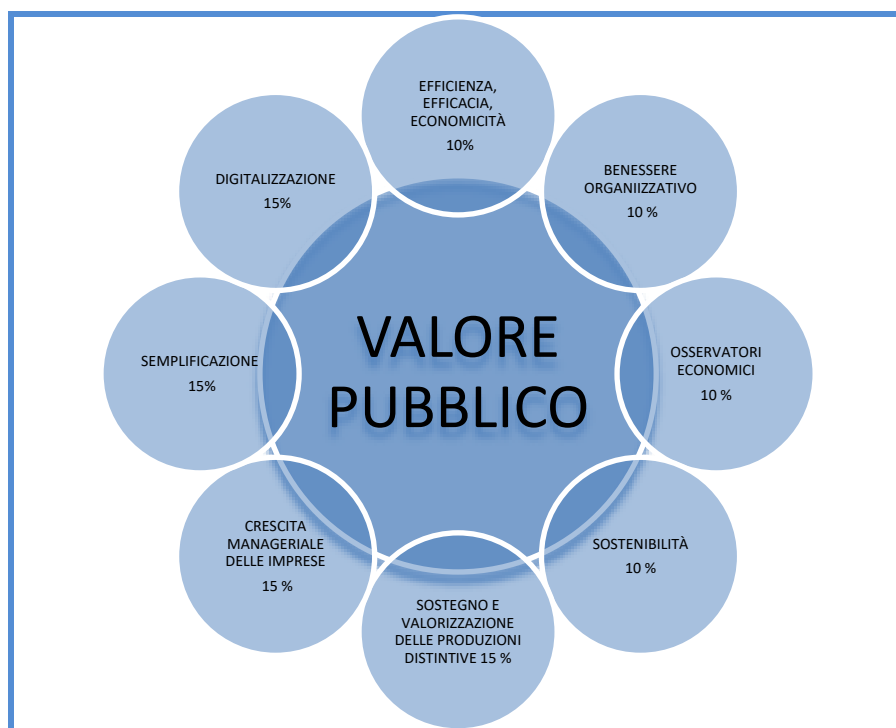 EFFICIENZA,
EFFICACIA,
ECONOMICITÀ
10%
BENESSERE
ORGANIIZZATIVO
10 %
OSSERVATORI
ECONOMICI
10 %
SOSTENIBILITÀ
10 %
SOSTEGNO E
VALORIZZAZIONE
DELLE PRODUZIONI
DISTINTIVE 15 %
CRESCITA
MANAGERIALE
DELLE IMPRESE
15 %
SEMPLIFICAZIONE
15%
DIGITALIZZAZIONE
15%
VALORE
PUBBLICO